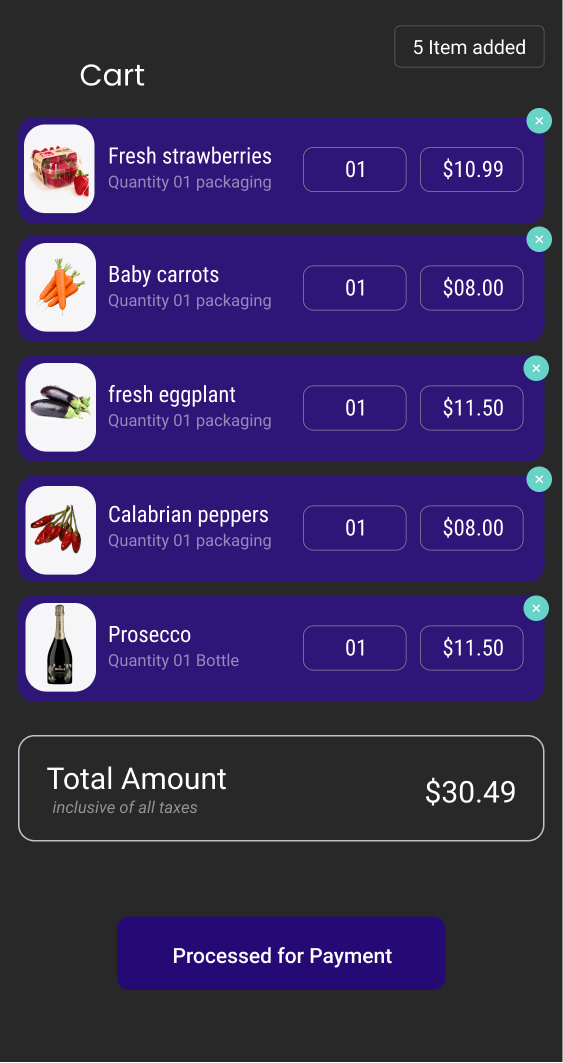 5 Item added
Cart
Fresh strawberries
Quantity 01 packaging
01
$10.99
Baby carrots
Quantity 01 packaging
01
$08.00
fresh eggplant
Quantity 01 packaging
01
$11.50
Calabrian peppers
Quantity 01 packaging
01
$08.00
Prosecco
Quantity 01 Bottle
01
$11.50
Total Amount
inclusive of all taxes
$30.49
Processed for Payment